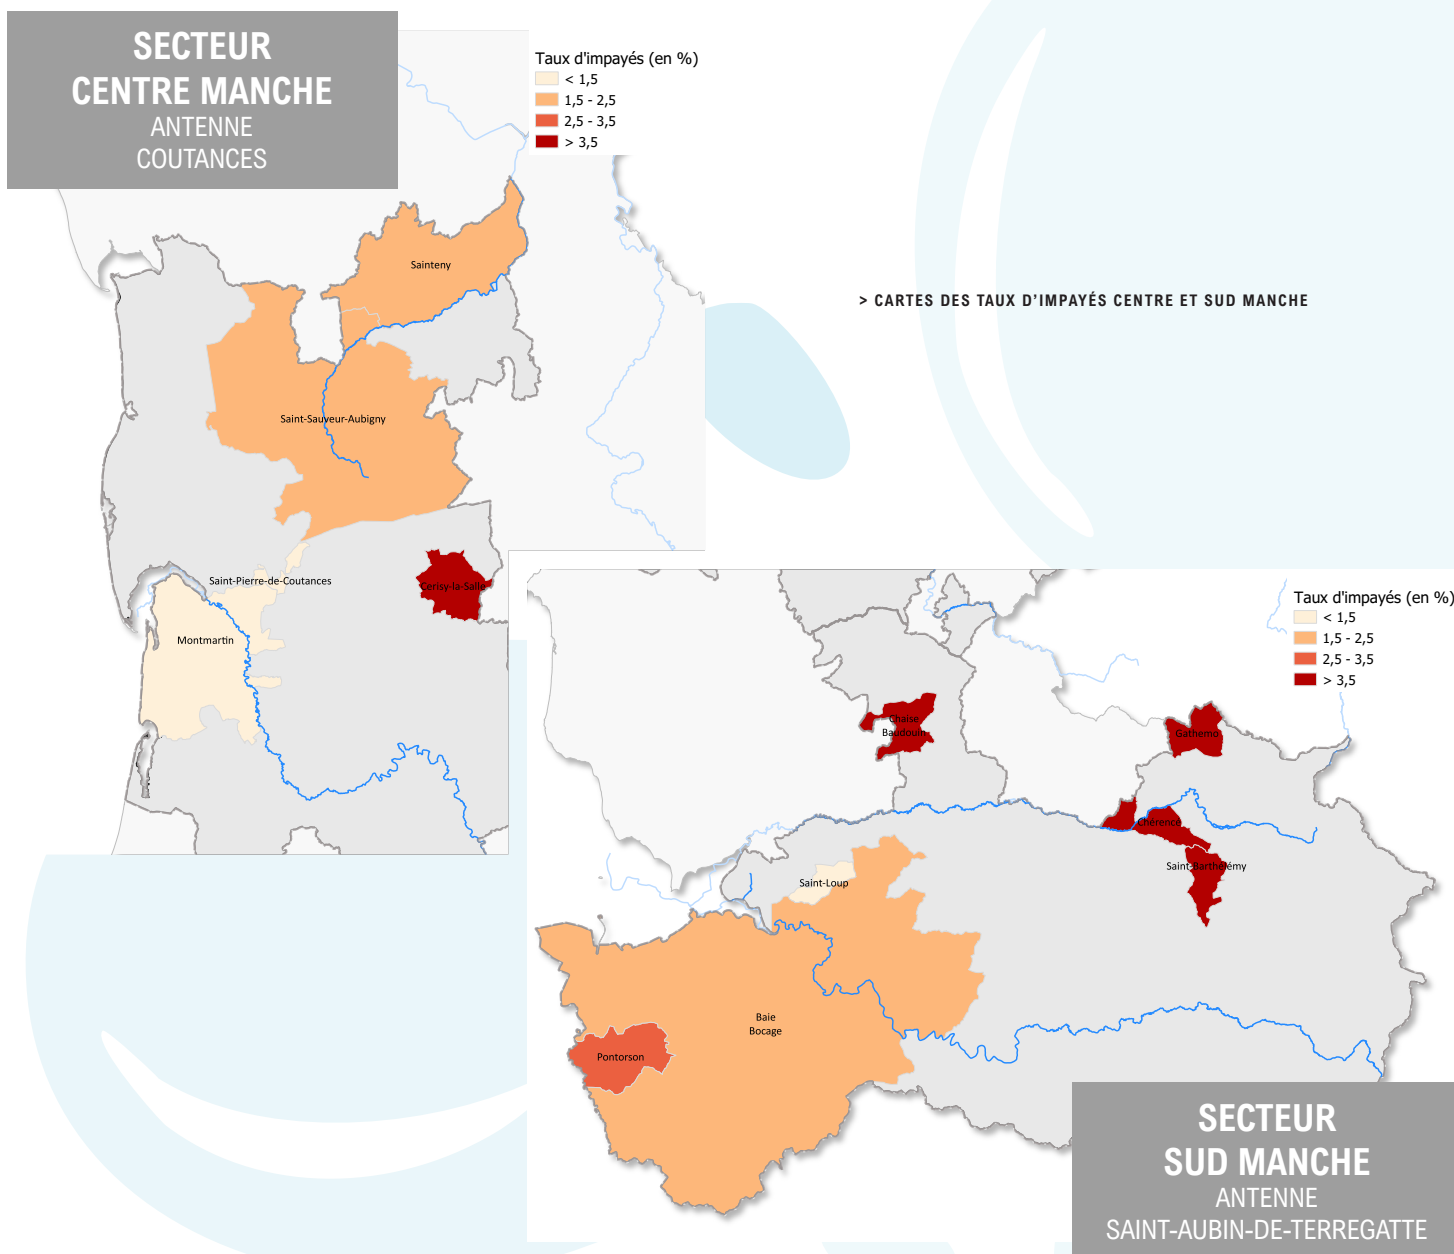 SECTEUR
CENTRE MANCHE
ANTENNE
COUTANCES
Taux d'impayés (en %)
< 1,5
1,5 - 2,5
2,5 - 3,5
> 3,5
Sainteny
Saint-Sauveur-Aubigny
Saint-Pierre-de-Coutances
Cerisy-la-Salle
Montmartin
> CARTES DES TAUX D'IMPAYÉS CENTRE ET SUD MANCHE
Taux d'impayés (en %)
< 1,5
1,5 - 2,5
2,5 - 3,5
> 3,5
Chaise
Baudouin
Gathemo
Chérencé
Saint-Barthélémy
Saint-Loup
Baie
Bocage
Pontorson
SECTEUR
SUD MANCHE
ANTENNE
SAINT-AUBIN-DE-TERREGATTE